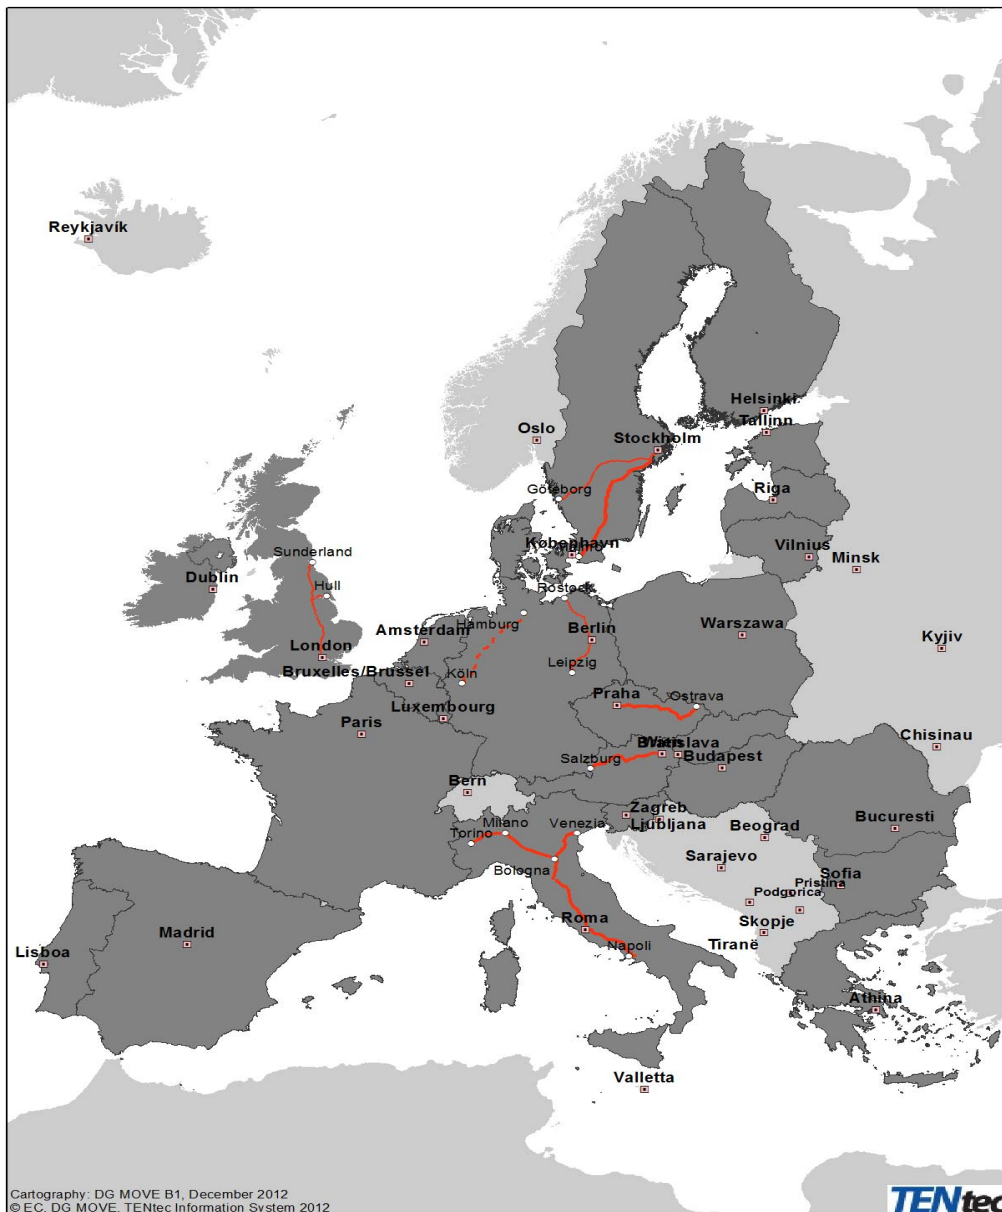 Reykjavík
Helsinki
Tallinn
Oslo
Stockholm
Göteborg
Riga
København
Vilnius
Minsk
Sunderland
Dublin
Hull
Rostock
Hamburg
Amsterdam
Berlin
Warszawa
Kyjiv
London
Bruxelles/Brussel
Leipzig
Köln
Praha
Ostrava
Luxembourg
Paris
Chisinau
Wien
Bratislava
Budapest
Salzburg
Bern
Zagreb
Ljubljana
Milano
Torino
Venezia
Beograd
Bucuresti
Bologna
Sarajevo
Sofia
Pristina
Podgorica
Roma
Skopje
Madrid
Lisboa
Napoli
Tiranë
Athina
Valletta
Cartography: DG MOVE B1, December 2012
© EC, DG MOVE, TENtec Information System 2012
TENtec